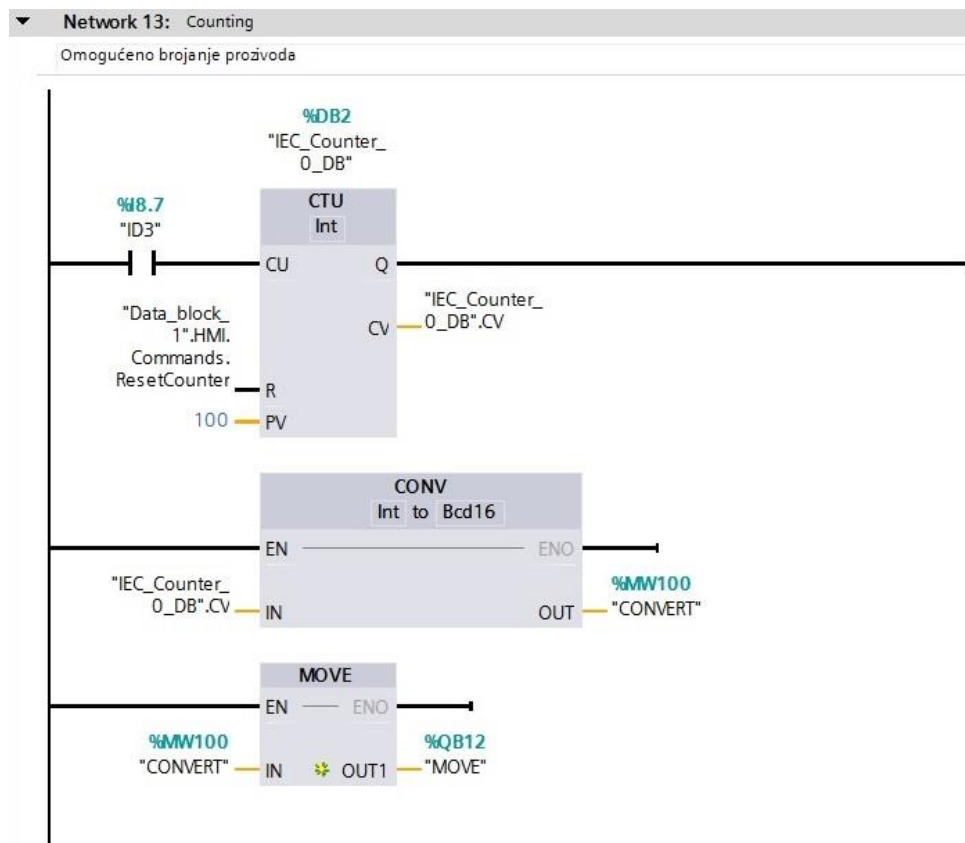 Network 13: Counting
Omogućeno brojanje prozivoda
%DB2
"IEC_Counter_
0_DB"
CTU
Int
%I8.7
"ID3"
CU
Q
"Data_block_
1".HMI.
Commands.
ResetCounter
R
CV
"IEC_Counter_
0_DB".CV
100
PV
CONV
Int to Bcd16
EN
ENO
"IEC_Counter_
0_DB".CV
IN
OUT
%MW100
"CONVERT"
MOVE
EN
ENO
%MW100
"CONVERT"
IN
OUT1
%QB12
"MOVE"